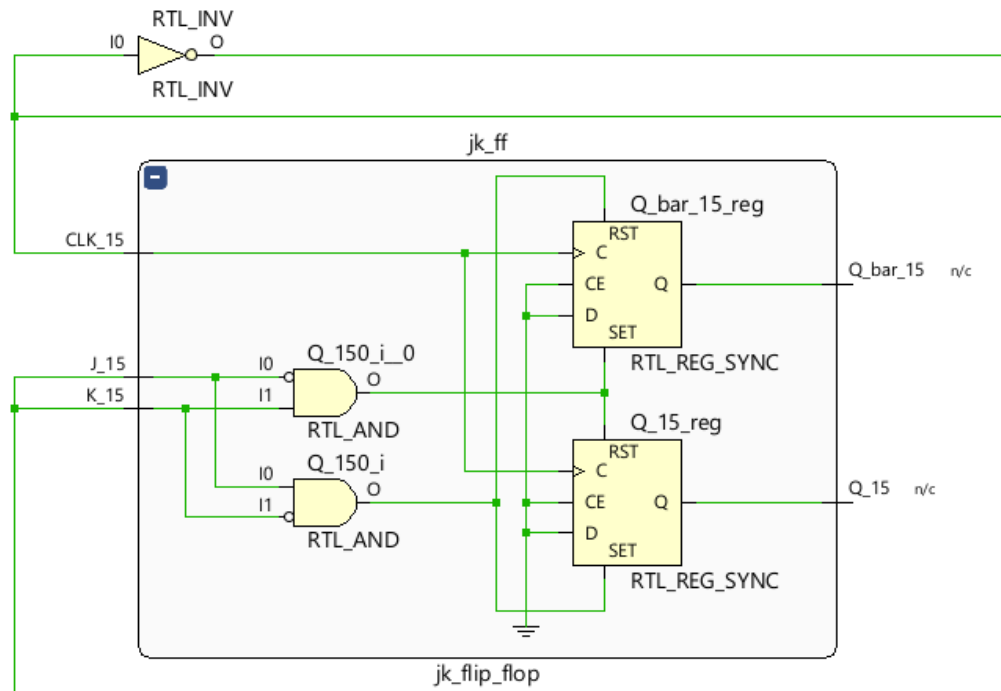 RTL_INV
I0
O
RTL_INV
jk_ff
Q_bar_15_reg
RST
CLK_15
C
Q_bar_15
n/c
CE
Q
D
SET
Q_150_i__0
RTL_REG_SYNC
J_15
I0
O
K_15
I1
RTL_AND
Q_15_reg
RST
Q_150_i
I0
C
O
I1
CE
Q
Q_15
n/c
D
RTL_AND
SET
RTL_REG_SYNC
jk_flip_flop